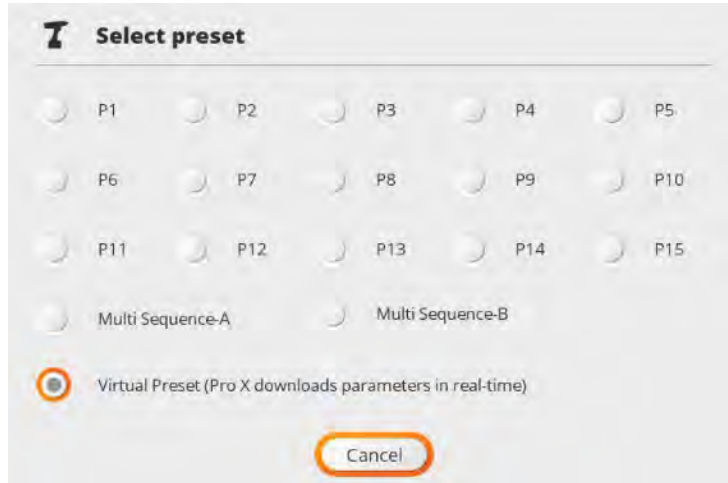 Select preset
P1 P2 P3 P4 P5
P6 P7 P8 P9 P10
P11 P12 P13 P14 P15
Multi Sequence-A Multi Sequence-B
Virtual Preset (Pro X downloads parameters in real-time)
Cancel